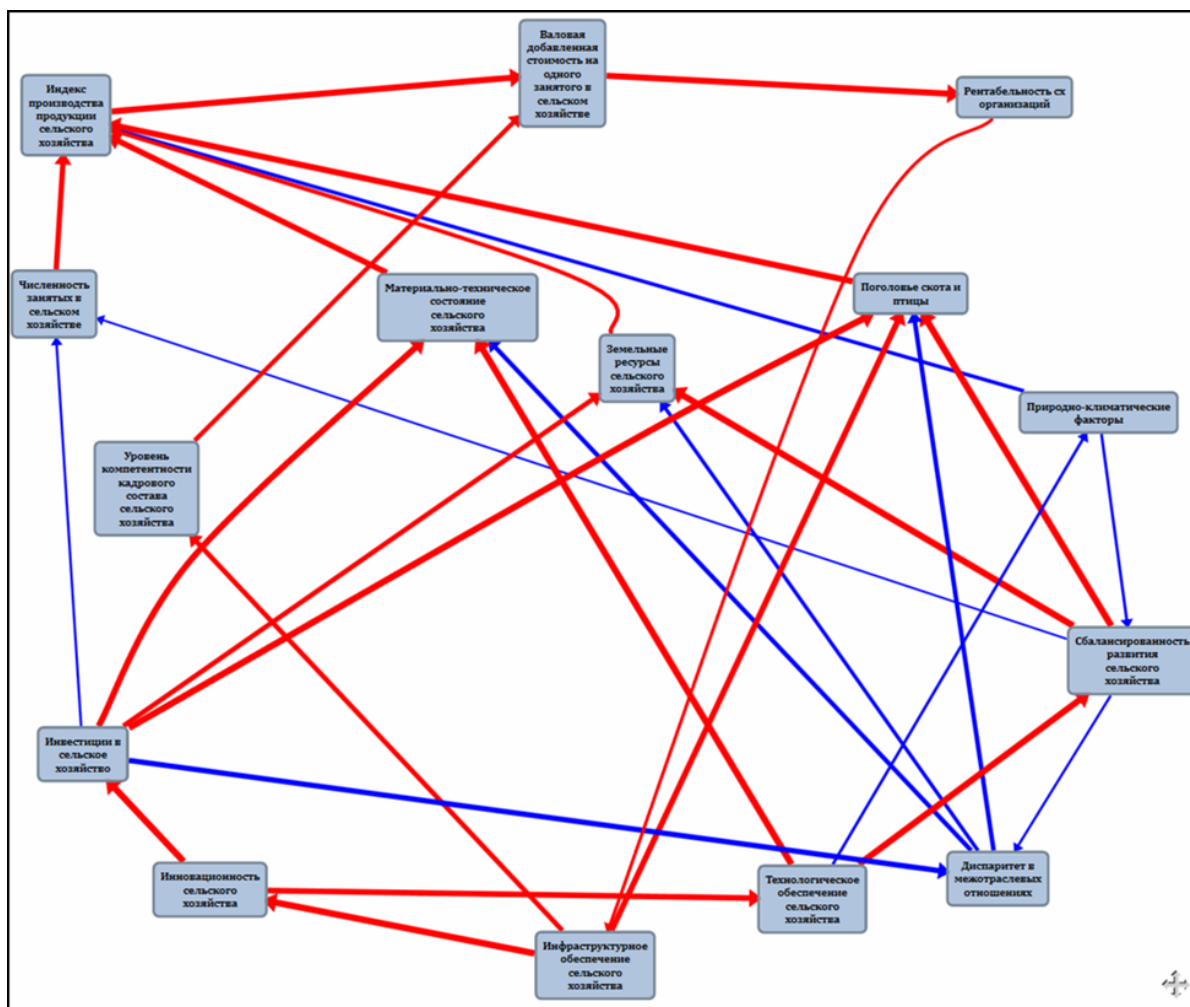 Валовая
добавленная
стоимость на
одного
занятого в
сельском
хозяйстве
Индекс
производства
продукции
сельского
хозяйства
Рентабельность сх
организаций
Численность
занятых в
сельском
хозяйстве
Материально-техническое
состояние
сельского
хозяйства
Поголовье скота и
птицы
Земельные
ресурсы
сельского
хозяйства
Природно-климатические
факторы
Уровень
компетентности
кадрового
состава
сельского
хозяйства
Сбалансированность
развития
сельского
хозяйства
Инвестиции в
сельское
хозяйство
Инновационность
сельского
хозяйства
Технологическое
обеспечение
сельского
хозяйства
Диспаритет в
межотраслевых
отношениях
Инфраструктурное
обеспечение
сельского
хозяйства